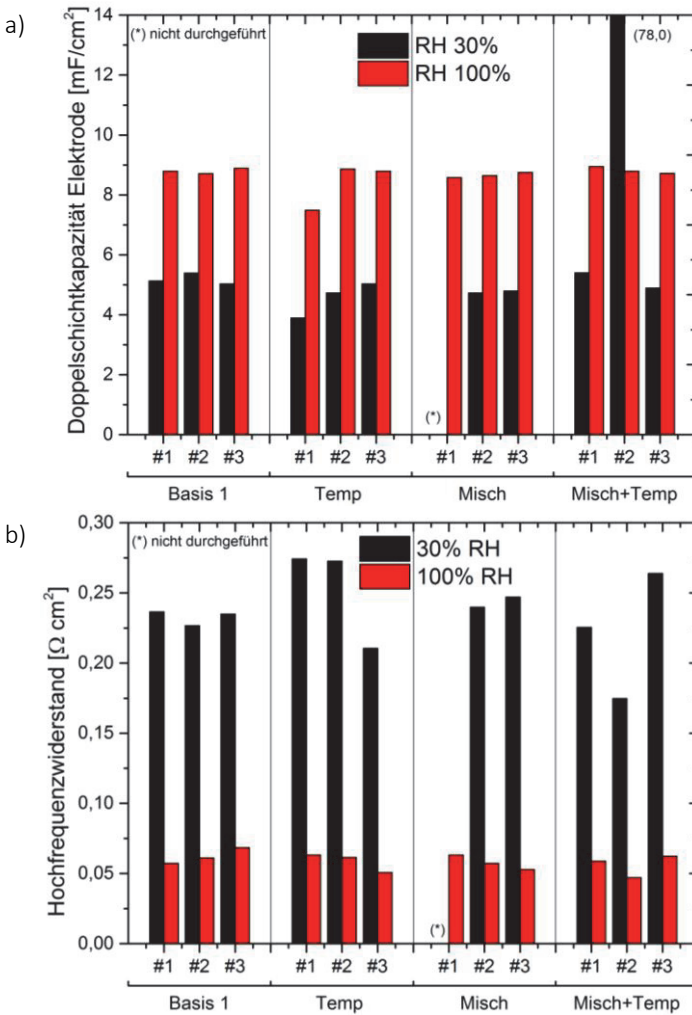 a)
Doppelschichtkapazität Elektrode [mF/cm²]
14
12
10
8
6
4
2
0
(*) nicht durchgeführt
RH 30%
RH 100%
(78,0)
(*)
#1 #2 #3 #1 #2 #3 #1 #2 #3 #1 #2 #3
Basis 1 Temp Misch Misch+Temp
b)
Hochfrequenzwiderstand [Ω cm²]
0,30
0,25
0,20
0,15
0,10
0,05
0,00
(*) nicht durchgeführt
30% RH
100% RH
(*)
#1 #2 #3 #1 #2 #3 #1 #2 #3 #1 #2 #3
Basis 1 Temp Misch Misch+Temp